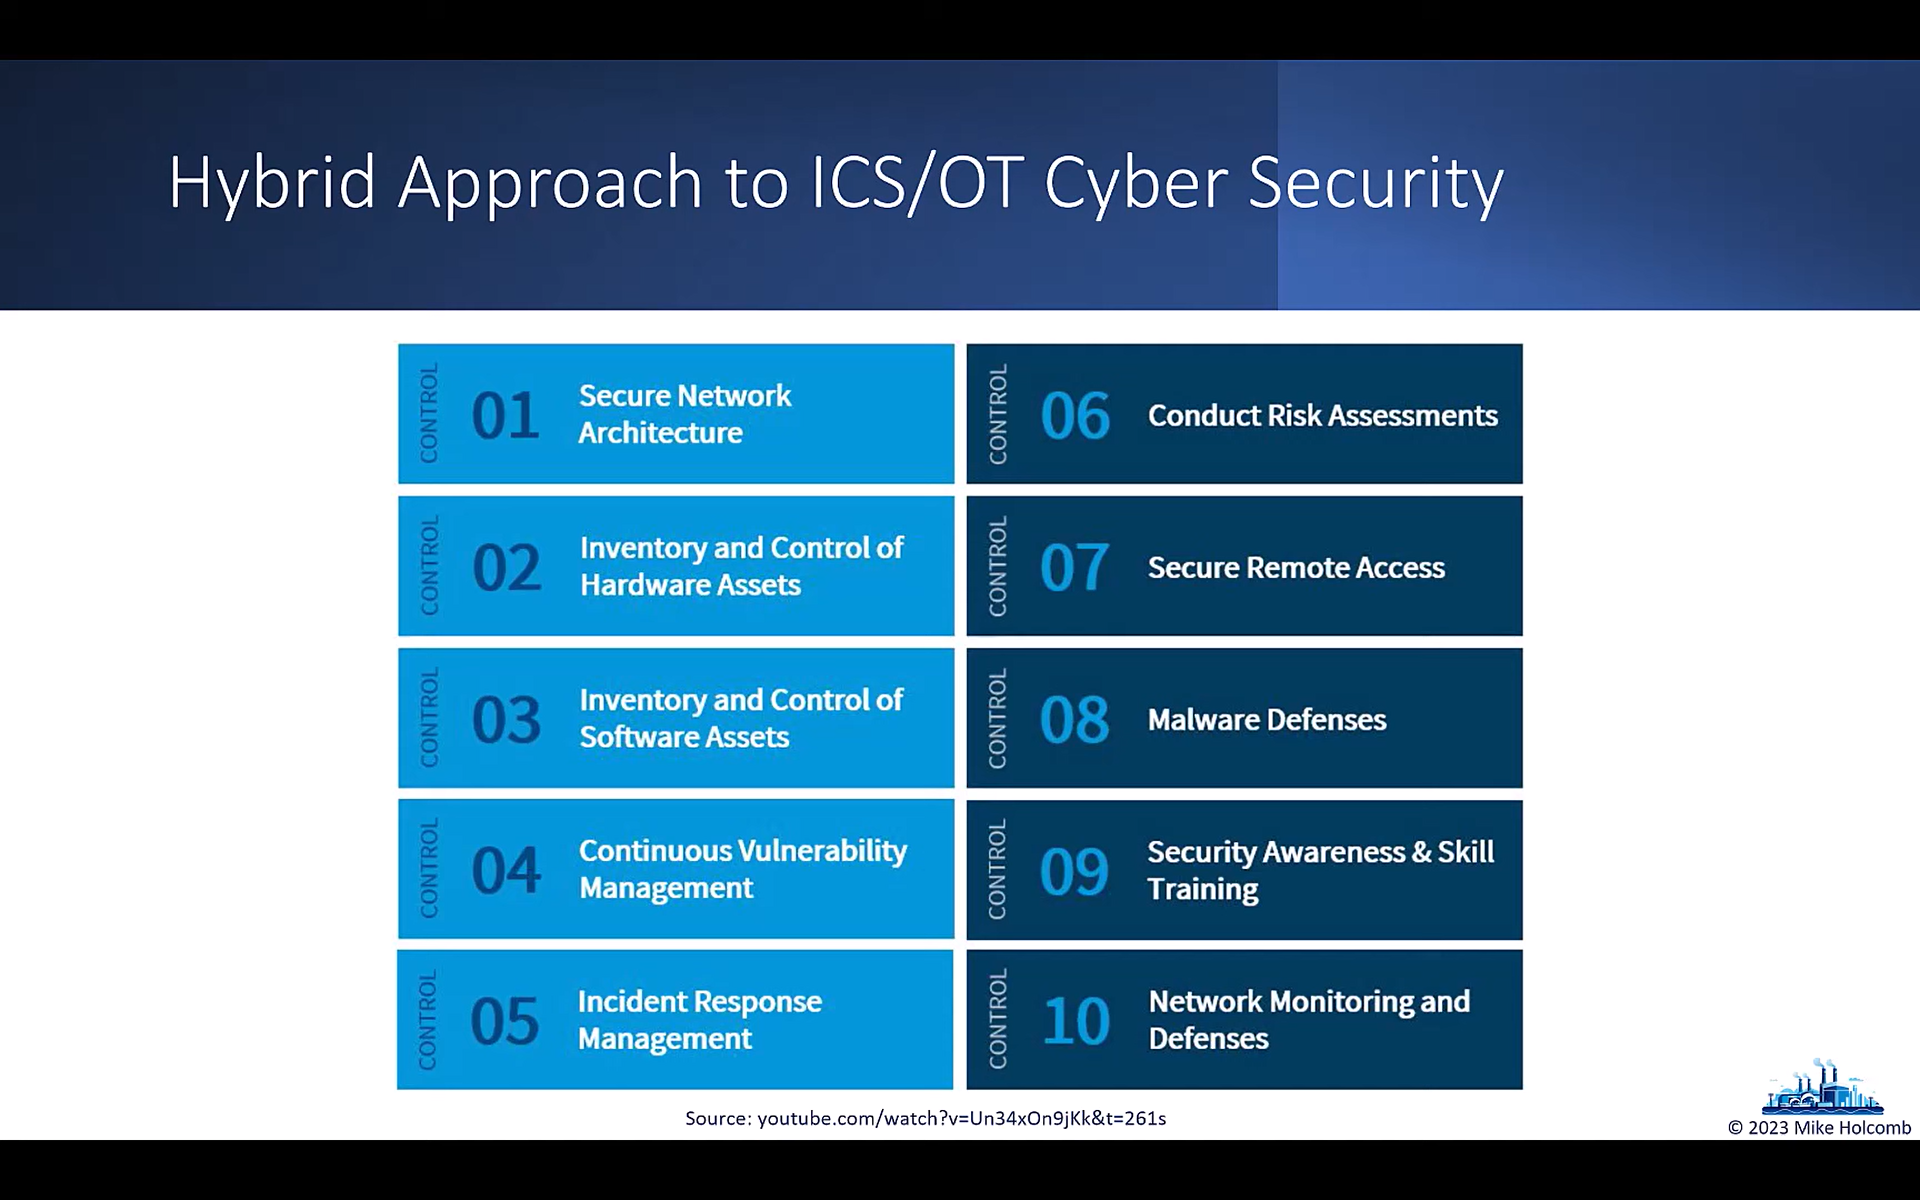 Hybrid Approach to ICS/OT Cyber Security
CONTROL
01
Secure Network
Architecture
CONTROL
02
Inventory and Control of
Hardware Assets
CONTROL
03
Inventory and Control of
Software Assets
CONTROL
04
Continuous Vulnerability
Management
CONTROL
05
Incident Response
Management
CONTROL
06
Conduct Risk Assessments
CONTROL
07
Secure Remote Access
CONTROL
08
Malware Defenses
CONTROL
09
Security Awareness & Skill
Training
CONTROL
10
Network Monitoring and
Defenses
Source: youtube.com/watch?v=Un34xOn9jKk&t=261s
© 2023 Mike Holcomb